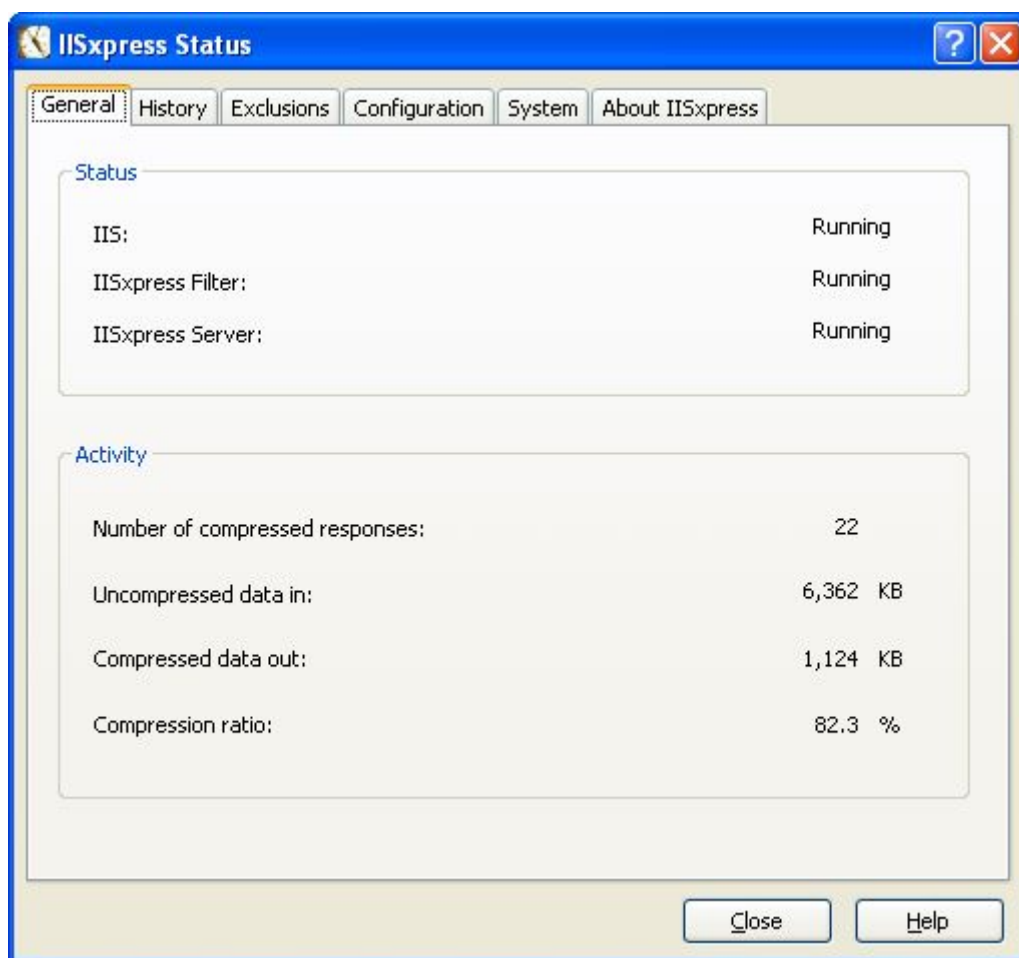 IISxpress Status
General History Exclusions Configuration System About IISxpress
Status
IIS: Running
IISxpress Filter: Running
IISxpress Server: Running
Activity
Number of compressed responses: 22
Uncompressed data in: 6,362 KB
Compressed data out: 1,124 KB
Compression ratio: 82.3 %
Close Help